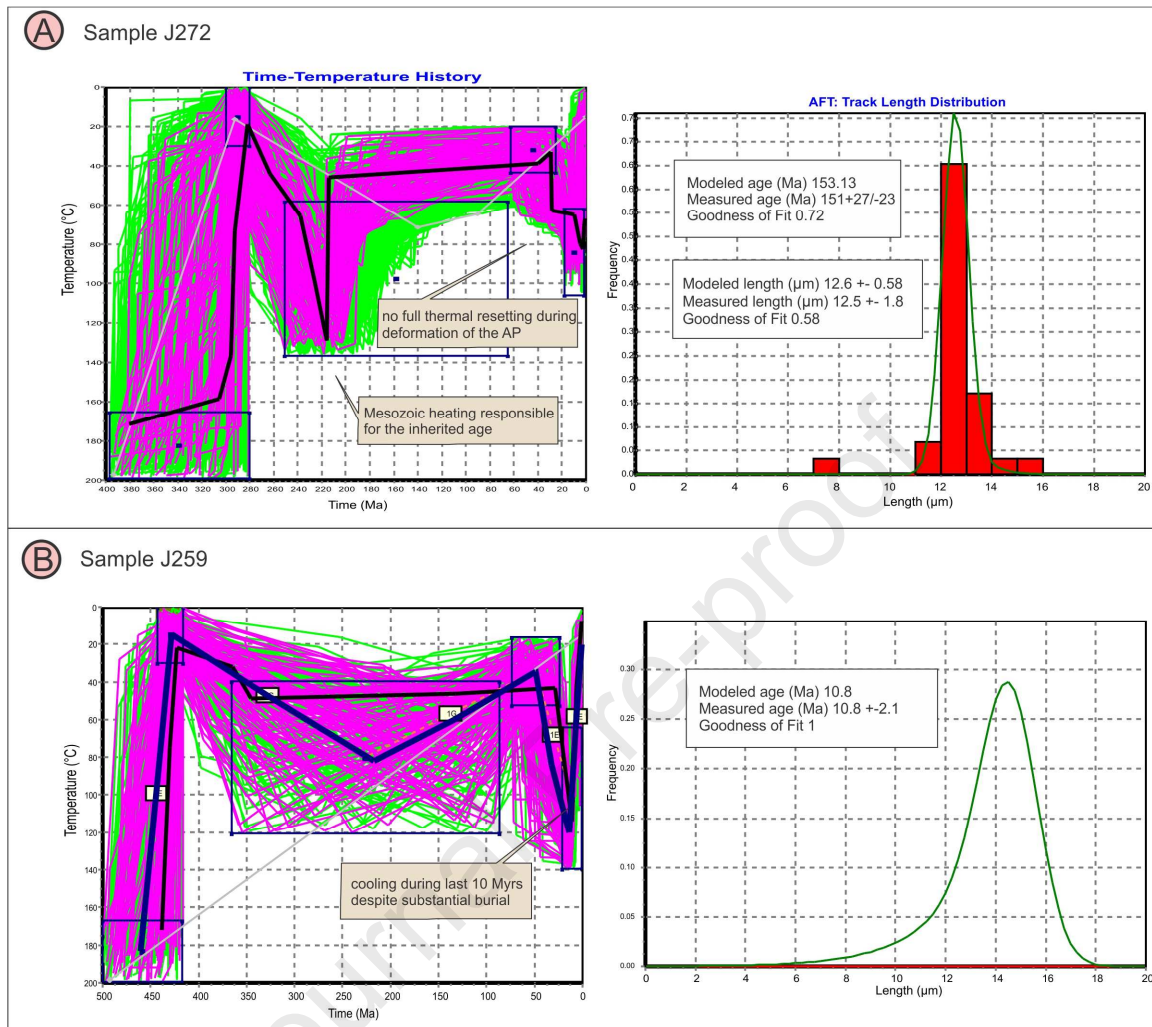 A
Sample J272
Time-Temperature History
Temperature (°C)
0
20
40
60
80
100
120
140
160
180
200
400 380 360 340 320 300 280 260 240 220 200 180 160 140 120 100 80 60 40 20 0
Time (Ma)
no full thermal resetting during
deformation of the AP
Mesozoic heating responsible
for the inherited age
AFT: Track Length Distribution
Frequency
Modeled age (Ma) 153.13
Measured age (Ma) 151+27/-23
Goodness of Fit 0.72
Modeled length (µm) 12.6 +- 0.58
Measured length (µm) 12.5 +- 1.8
Goodness of Fit 0.58
0 2 4 6 8 10 12 14 16 18 20
Length (µm)
B
Sample J259
Temperature (°C)
0
20
40
60
80
100
120
140
160
180
200
1G
1E
500 450 400 350 300 250 200 150 100 50 0
Time (Ma)
cooling during last 10 Myrs
despite substantial burial
Frequency
0.30
0.25
0.20
0.15
0.10
0.05
0.00
Modeled age (Ma) 10.8
Measured age (Ma) 10.8 +-2.1
Goodness of Fit 1
0 2 4 6 8 10 12 14 16 18 20
Length (µm)
ournal re-proof